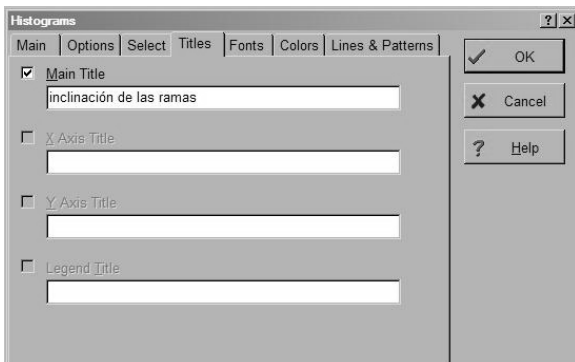 Histograms
Main Options Select Titles Fonts Colors Lines & Patterns
Main Title
inclinación de las ramas
X Axis Title
Y Axis Title
Legend Title
OK
Cancel
? Help